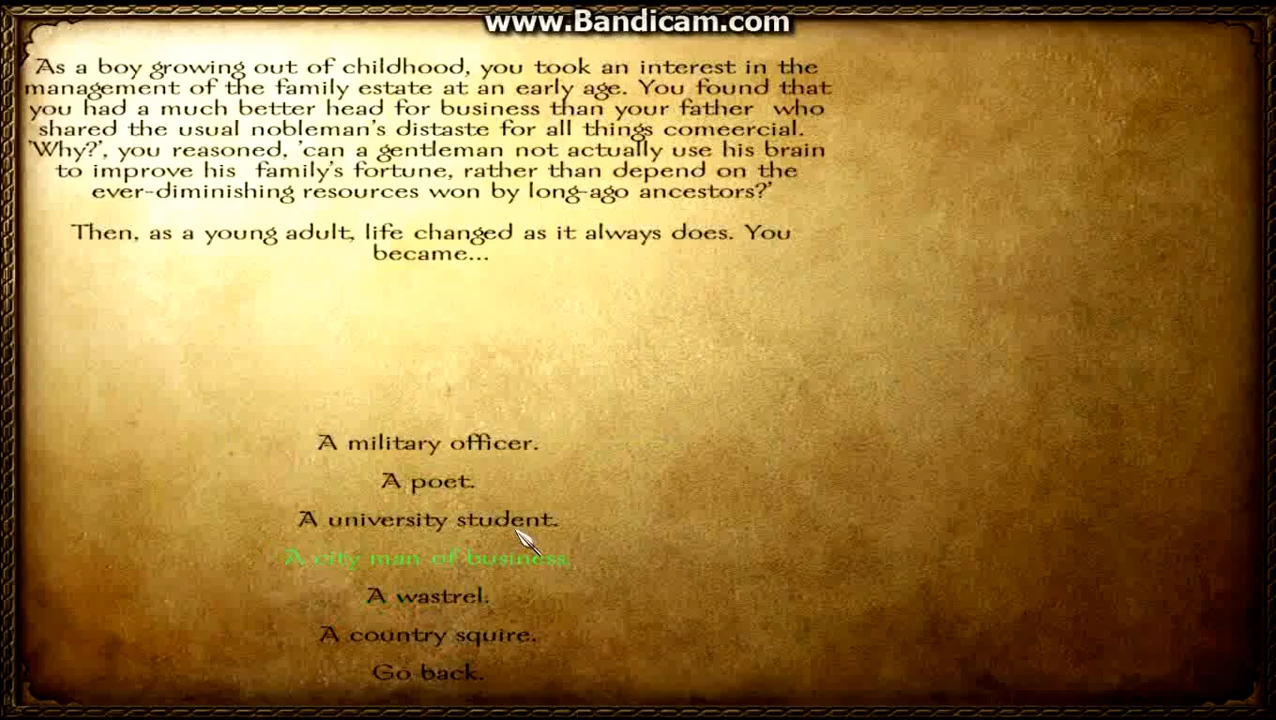 www.Bandicam.com
As a boy growing out of childhood, you took an interest in the
management of the family estate at an early age. You found that
you had a much better head for business than your father who
shared the usual nobleman's distaste for all things comeercial.
'Why?', you reasoned, 'can a gentleman not actually use his brain
to improve his family's fortune, rather than depend on the
ever-diminishing resources won by long-ago ancestors?'
Then, as a young adult, life changed as it always does. You
became...
A military officer.
A poet.
A university student.
A city man of business.
A wastrel.
A country squire.
Go back.